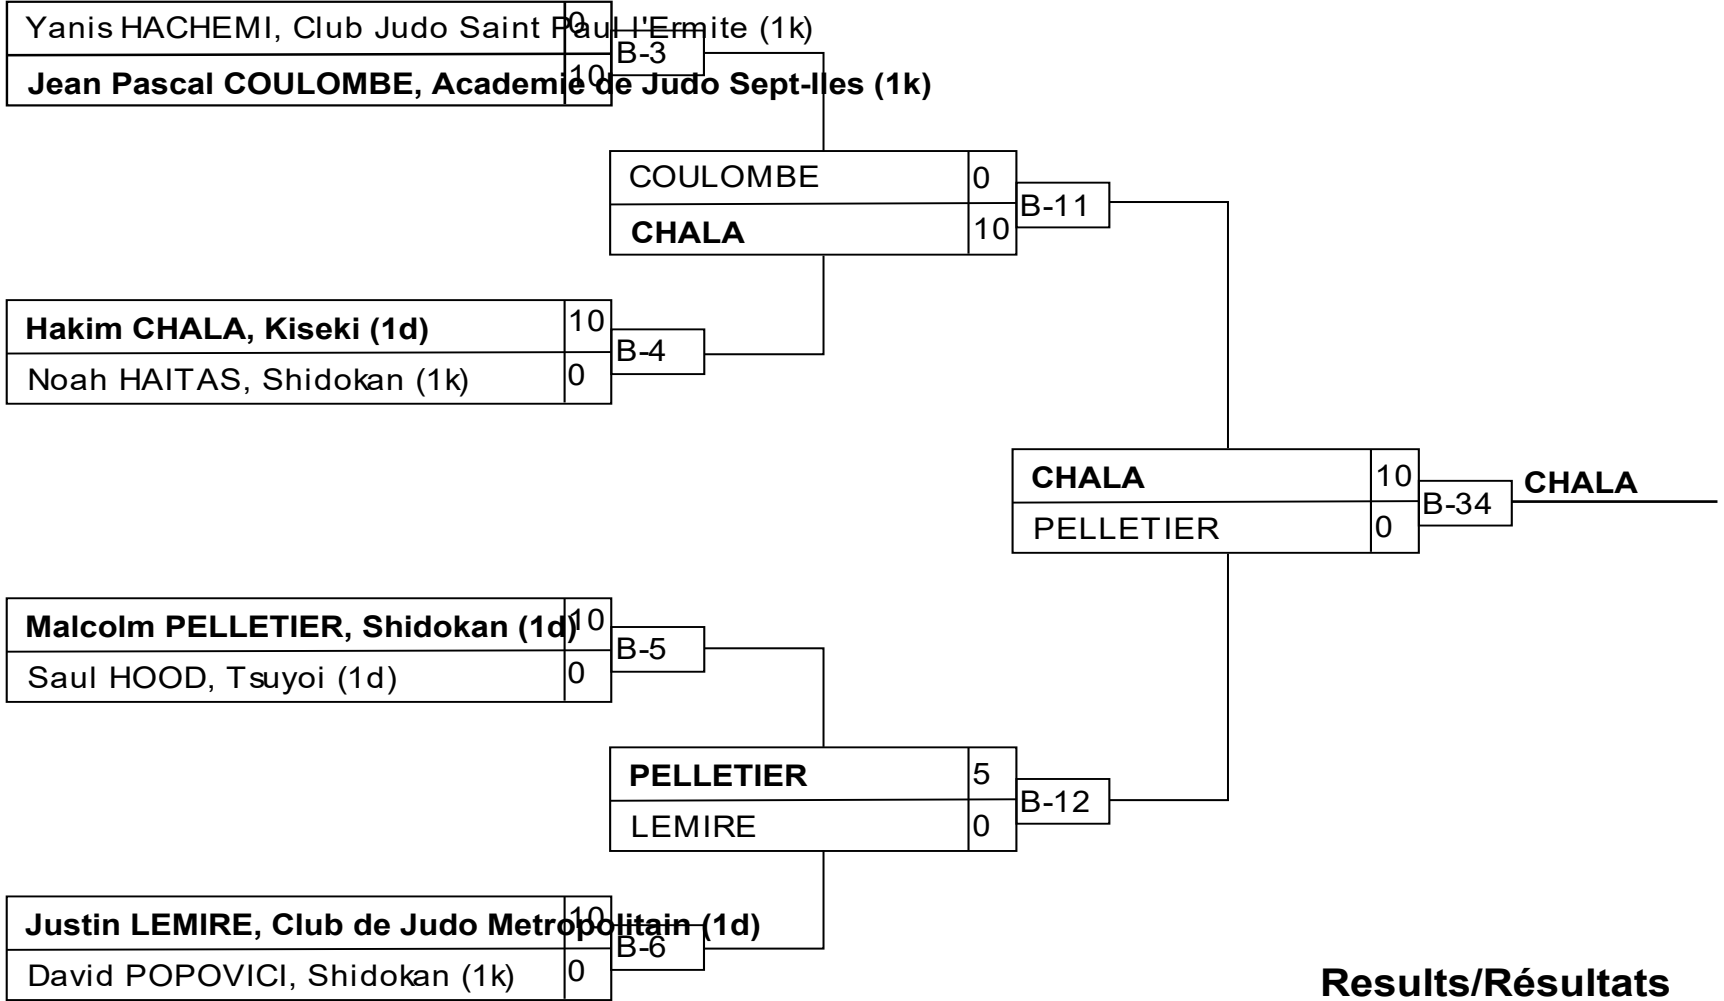 Yanis HACHEMI, Club Judo Saint Paul l'Ermite (1k) 0
B-3
Jean Pascal COULOMBE, Academie de Judo Sept-Iles (1k) 10
COULOMBE 0
B-11
CHALA 10
Hakim CHALA, Kiseki (1d) 10
B-4
Noah HAITAS, Shidokan (1k) 0
CHALA 10
CHALA
B-34
PELLETIER 0
Malcolm PELLETIER, Shidokan (1d) 10
B-5
Saul HOOD, Tsuyoi (1d) 0
PELLETIER 5
B-12
LEMIRE 0
Justin LEMIRE, Club de Judo Metropolitain (1d) 10
B-6
David POPOVICI, Shidokan (1k) 0
Results/Résultats